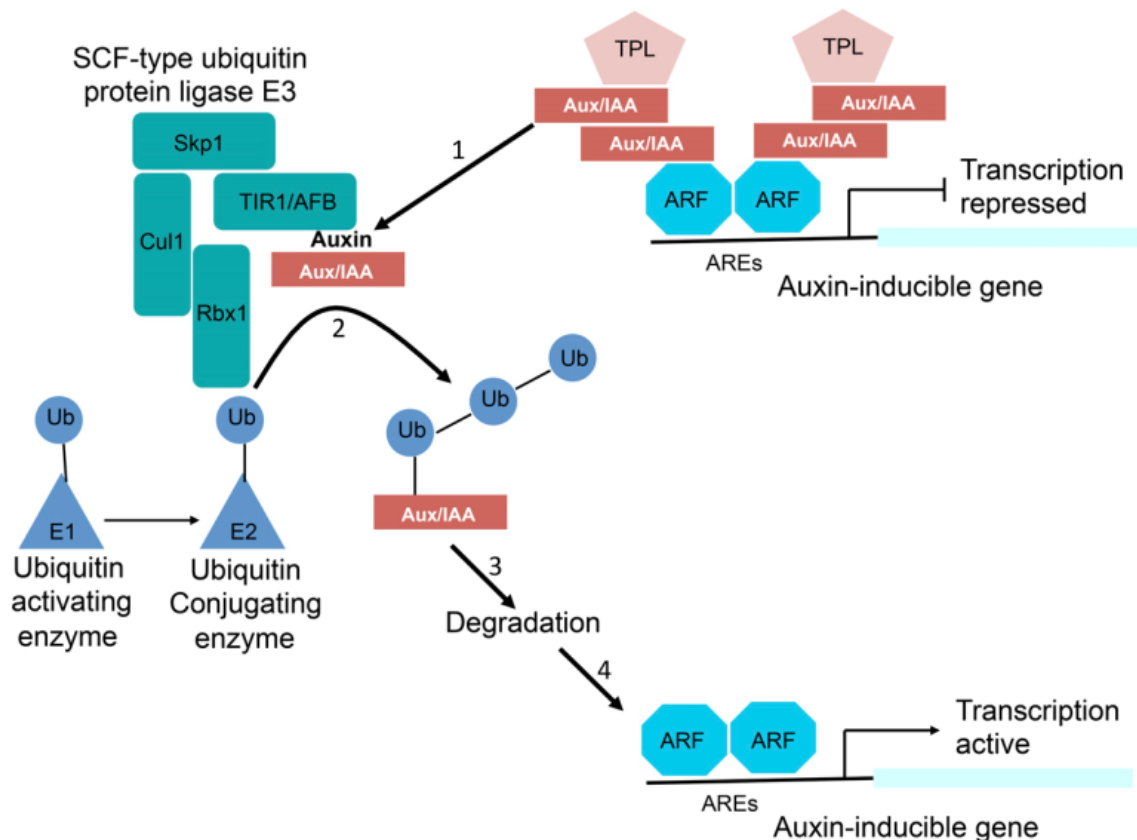 SCF-type ubiquitin
protein ligase E3
Skp1
TIR1/AFB
Cul1
Auxin
Aux/IAA
Rbx1
1
TPL
TPL
Aux/IAA
Aux/IAA
Aux/IAA
Aux/IAA
ARF
ARF
Transcription
repressed
AREs
Auxin-inducible gene
2
Ub
Ub
Ub
Ub
Ub
E1
E2
Aux/IAA
Ubiquitin
activating
enzyme
Ubiquitin
Conjugating
enzyme
3
Degradation
4
ARF
ARF
Transcription
active
AREs
Auxin-inducible gene